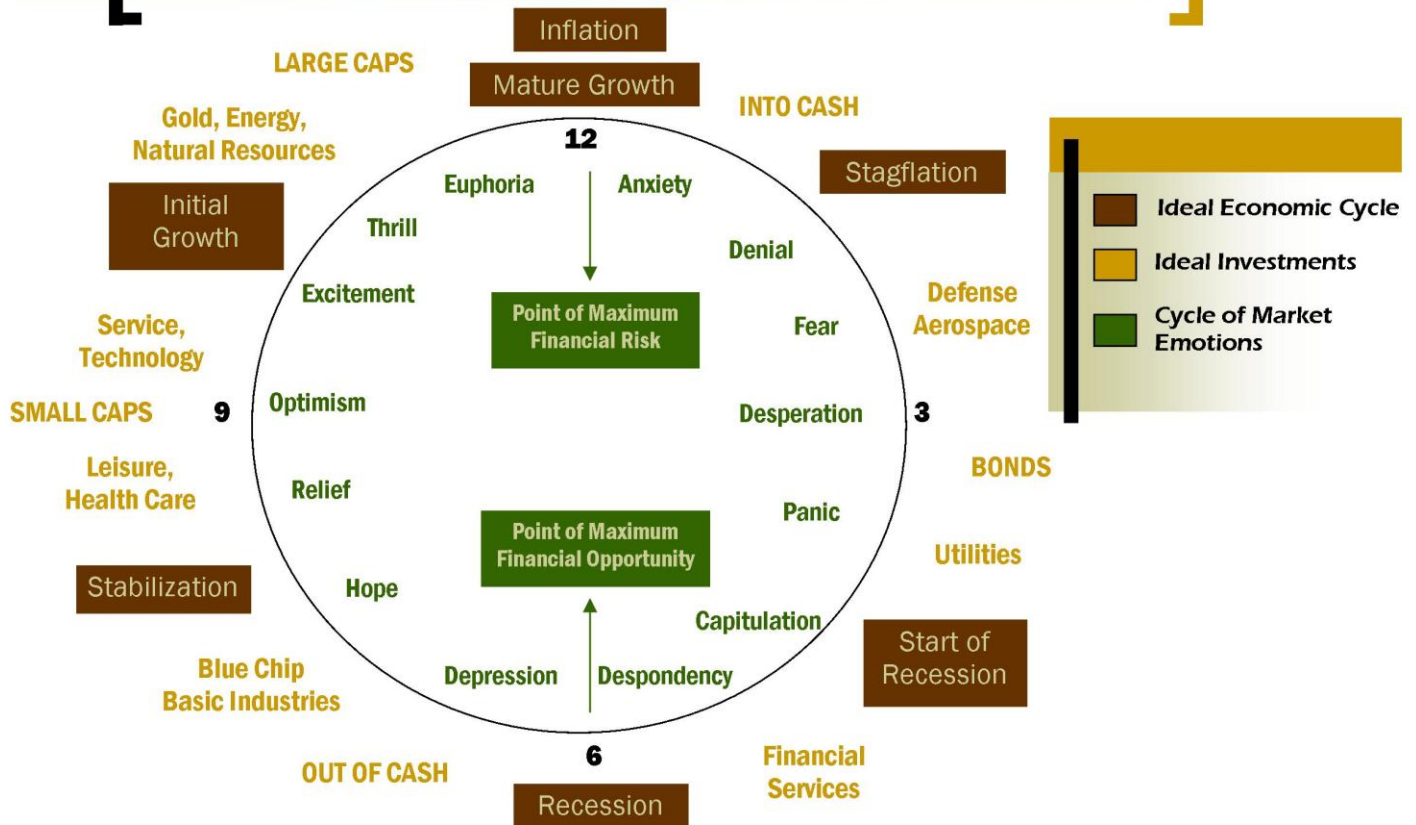 Inflation
Mature Growth
LARGE CAPS
INTO CASH
Gold, Energy,
Natural Resources
Stagflation
Initial
Growth
12
Euphoria
Anxiety
Thrill
Denial
Excitement
Point of Maximum
Financial Risk
Fear
Defense
Aerospace
Service,
Technology
SMALL CAPS
9
Optimism
Desperation
3
Leisure,
Health Care
Relief
BONDS
Panic
Point of Maximum
Financial Opportunity
Utilities
Stabilization
Hope
Capitulation
Start of
Recession
Blue Chip
Basic Industries
Depression
Despondency
6
OUT OF CASH
Financial
Services
Recession
Ideal Economic Cycle
Ideal Investments
Cycle of Market
Emotions